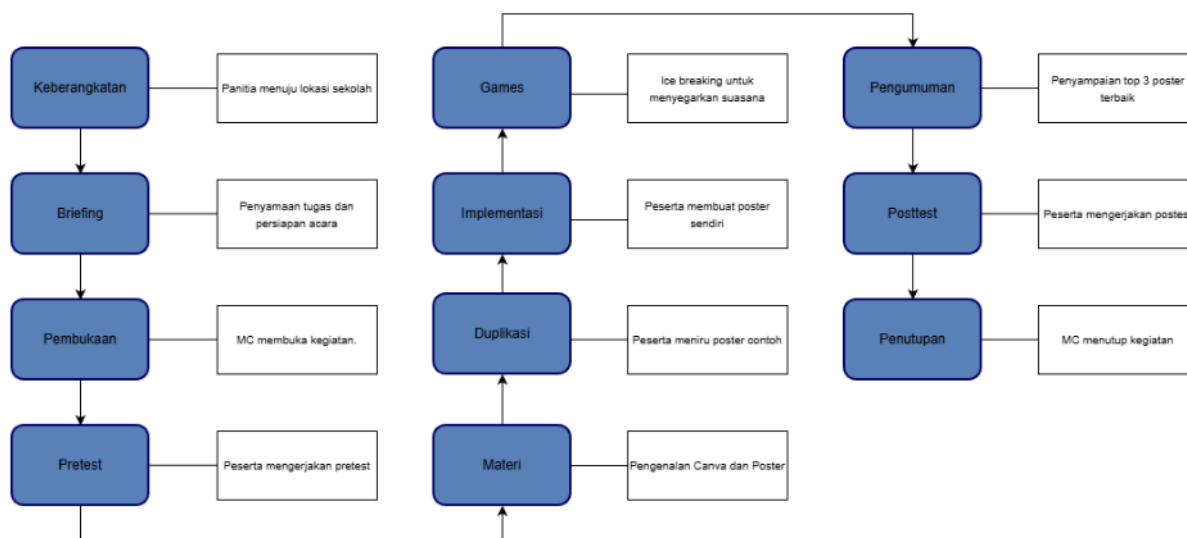 Keberangkatan
Panitia menuju lokasi sekolah
Briefing
Penyamaan tugas dan
persiapan acara
Pembukaan
MC membuka kegiatan.
Pretest
Peserta mengerjakan pretest
Materi
Pengenalan Canva dan Poster
Duplikasi
Peserta meniru poster contoh
Implementasi
Peserta membuat poster
sendiri
Games
Ice breaking untuk
menyegarkan suasana
Pengumuman
Penyampaian top 3 poster
terbaik
Posttest
Peserta mengerjakan postes
Penutupan
MC menutup kegiatan